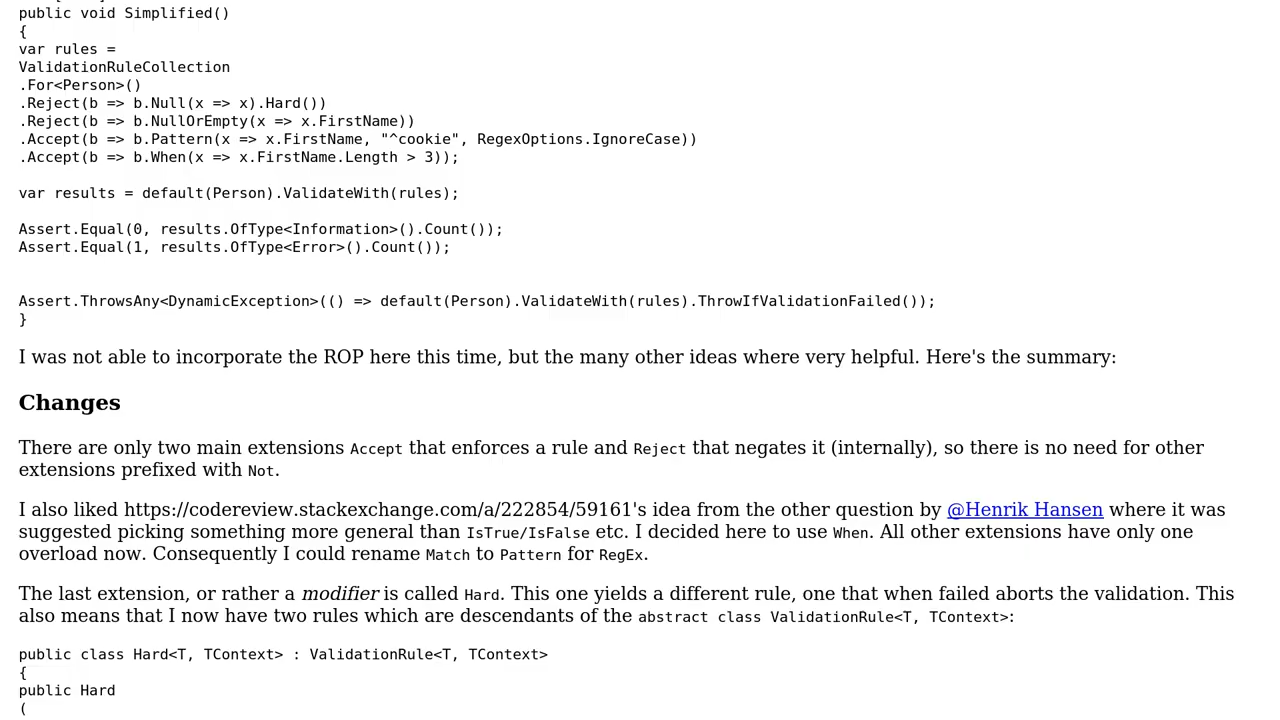 public void Simplified()
{
var rules =
ValidationRuleCollection
.For<Person>()
.Reject(b => b.Null(x => x).Hard())
.Reject(b => b.NullOrEmpty(x => x.FirstName))
.Accept(b => b.Pattern(x => x.FirstName, "^cookie", RegexOptions.IgnoreCase))
.Accept(b => b.When(x => x.FirstName.Length > 3));
var results = default(Person).ValidateWith(rules);
Assert.Equal(0, results.OfType<Information>().Count());
Assert.Equal(1, results.OfType<Error>().Count());
Assert.ThrowsAny<DynamicException>(() => default(Person).ValidateWith(rules).ThrowIfValidationFailed());
}
I was not able to incorporate the ROP here this time, but the many other ideas where very helpful. Here's the summary:
Changes
There are only two main extensions Accept that enforces a rule and Reject that negates it (internally), so there is no need for other
extensions prefixed with Not.
I also liked https://codereview.stackexchange.com/a/222854/59161's idea from the other question by @Henrik Hansen where it was
suggested picking something more general than IsTrue/IsFalse etc. I decided here to use When. All other extensions have only one
overload now. Consequently I could rename Match to Pattern for RegEx.
The last extension, or rather a modifier is called Hard. This one yields a different rule, one that when failed aborts the validation. This
also means that I now have two rules which are descendants of the abstract class ValidationRule<T, TContext>:
public class Hard<T, TContext> : ValidationRule<T, TContext>
{
public Hard
(